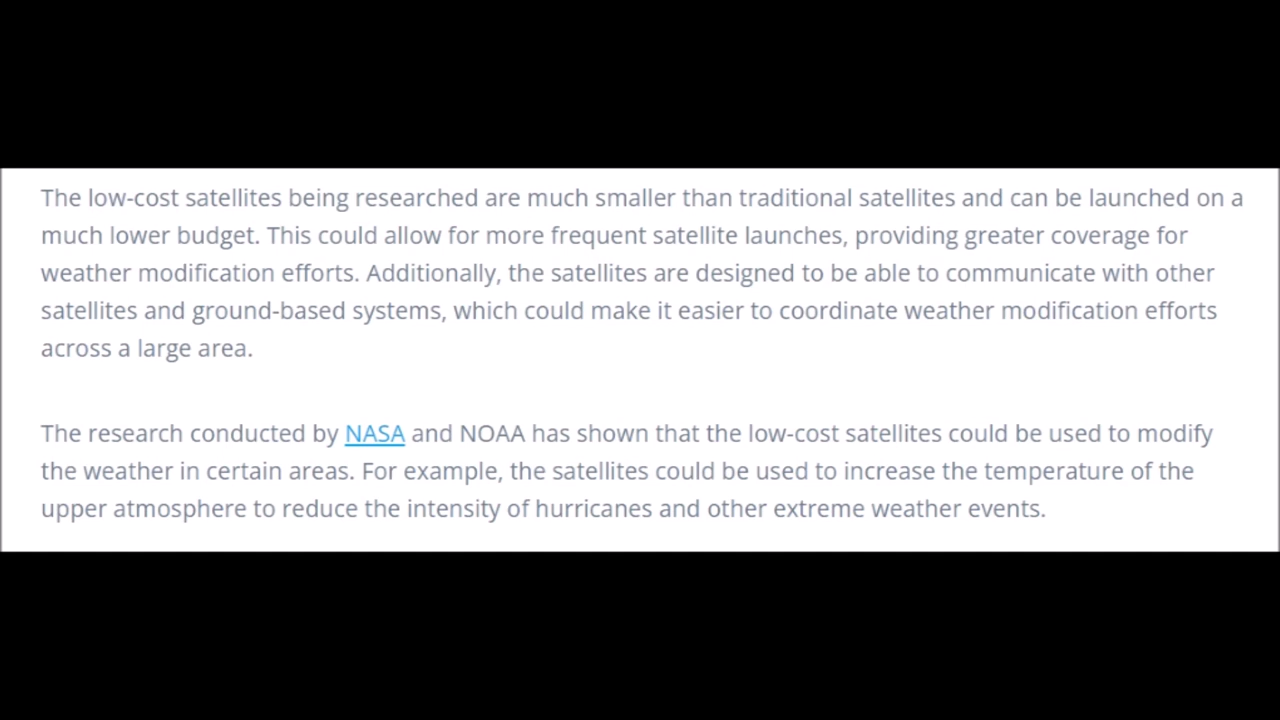 The low-cost satellites being researched are much smaller than traditional satellites and can be launched on a
much lower budget. This could allow for more frequent satellite launches, providing greater coverage for
weather modification efforts. Additionally, the satellites are designed to be able to communicate with other
satellites and ground-based systems, which could make it easier to coordinate weather modification efforts
across a large area.
The research conducted by NASA and NOAA has shown that the low-cost satellites could be used to modify
the weather in certain areas. For example, the satellites could be used to increase the temperature of the
upper atmosphere to reduce the intensity of hurricanes and other extreme weather events.